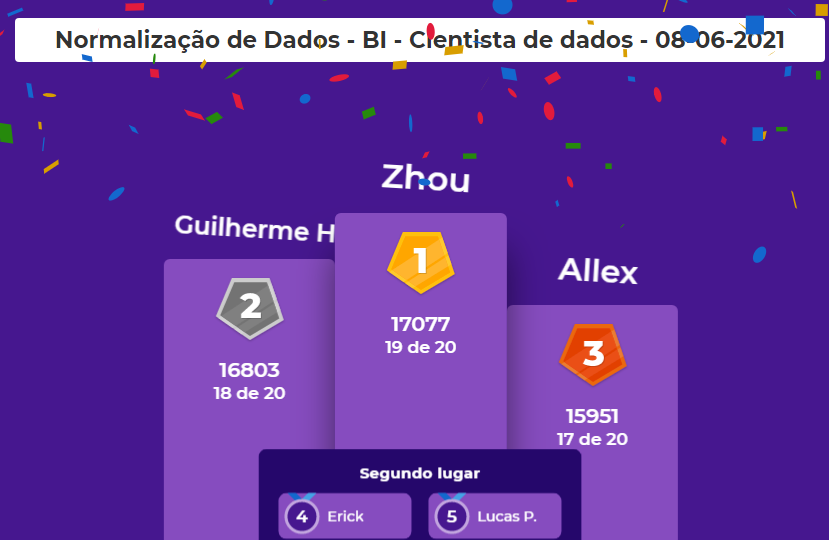 Normalização de Dados - BI - Cientista de dados - 08-06-2021
Zhou
Guilherme H
Allex
1
17077
19 de 20
2
16803
18 de 20
3
15951
17 de 20
Segundo lugar
4 Erick
5 Lucas P.